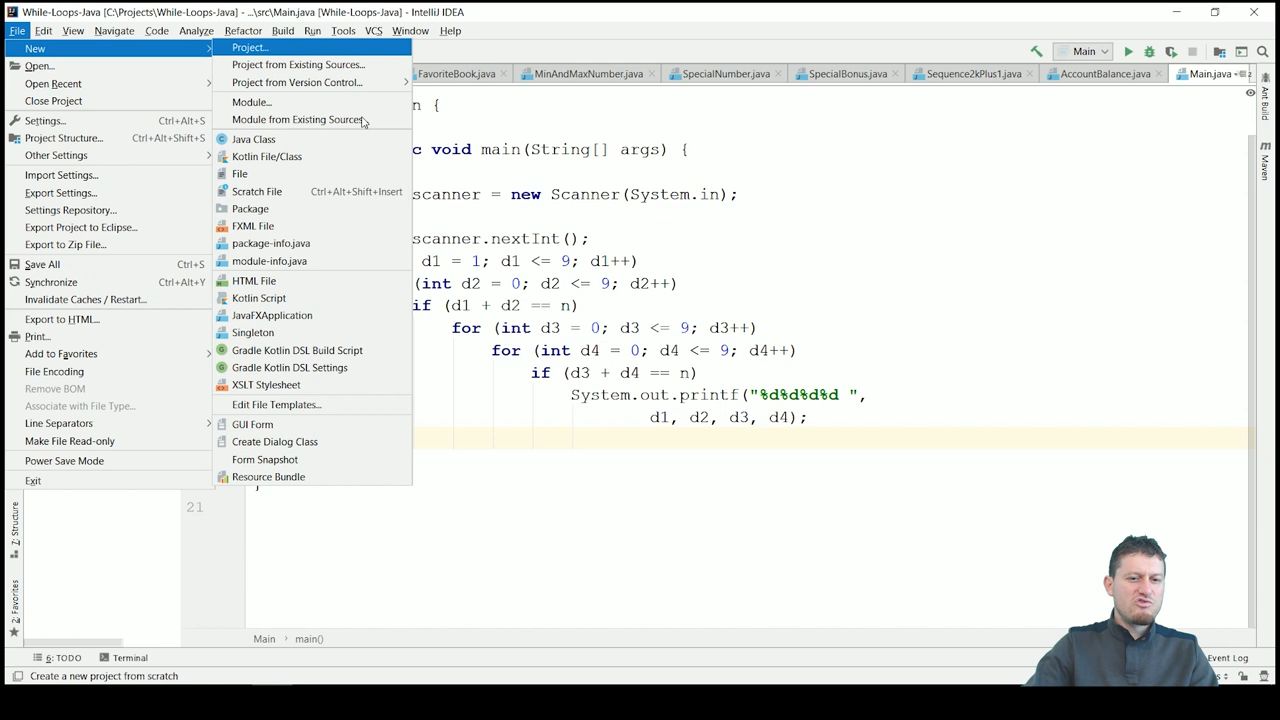 While-Loops-Java [C:\Projects\While-Loops-Java] - ...\src\Main.java [While-Loops-Java] - IntelliJ IDEA
File Edit View Navigate Code Analyze Refactor Build Run Tools VCS Window Help
New
Open...
Open Recent
Close Project
Settings... Ctrl+Alt+S
Project Structure... Ctrl+Alt+Shift+S
Other Settings
Import Settings...
Export Settings...
Settings Repository...
Export Project to Eclipse...
Export to Zip File...
Save All Ctrl+S
Synchronize Ctrl+Alt+Y
Invalidate Caches / Restart...
Export to HTML...
Print...
Add to Favorites
File Encoding
Remove BOM
Associate with File Type...
Line Separators
Make File Read-only
Power Save Mode
Exit
Project...
Project from Existing Sources...
Project from Version Control...
Module...
Module from Existing Sources
Java Class
Kotlin File/Class
File
Scratch File Ctrl+Alt+Shift+Insert
Package
FXML File
package-info.java
module-info.java
HTML File
Kotlin Script
JavaFXApplication
Singleton
Gradle Kotlin DSL Build Script
Gradle Kotlin DSL Settings
XSLT Stylesheet
Edit File Templates...
GUI Form
Create Dialog Class
Form Snapshot
Resource Bundle
Main
FavoriteBook.java MinAndMaxNumber.java SpecialNumber.java SpecialBonus.java Sequence2kPlus1.java AccountBalance.java Main.java
n {
c void main(String[] args) {
scanner = new Scanner(System.in);
scanner.nextInt();
d1 = 1; d1 <= 9; d1++)
(int d2 = 0; d2 <= 9; d2++)
if (d1 + d2 == n)
for (int d3 = 0; d3 <= 9; d3++)
for (int d4 = 0; d4 <= 9; d4++)
if (d3 + d4 == n)
System.out.printf("%d%d%d%d ",
d1, d2, d3, d4);
21
Ant Build
Maven
7: Structure
2: Favorites
Main main()
6: TODO Terminal Event Log
Create a new project from scratch